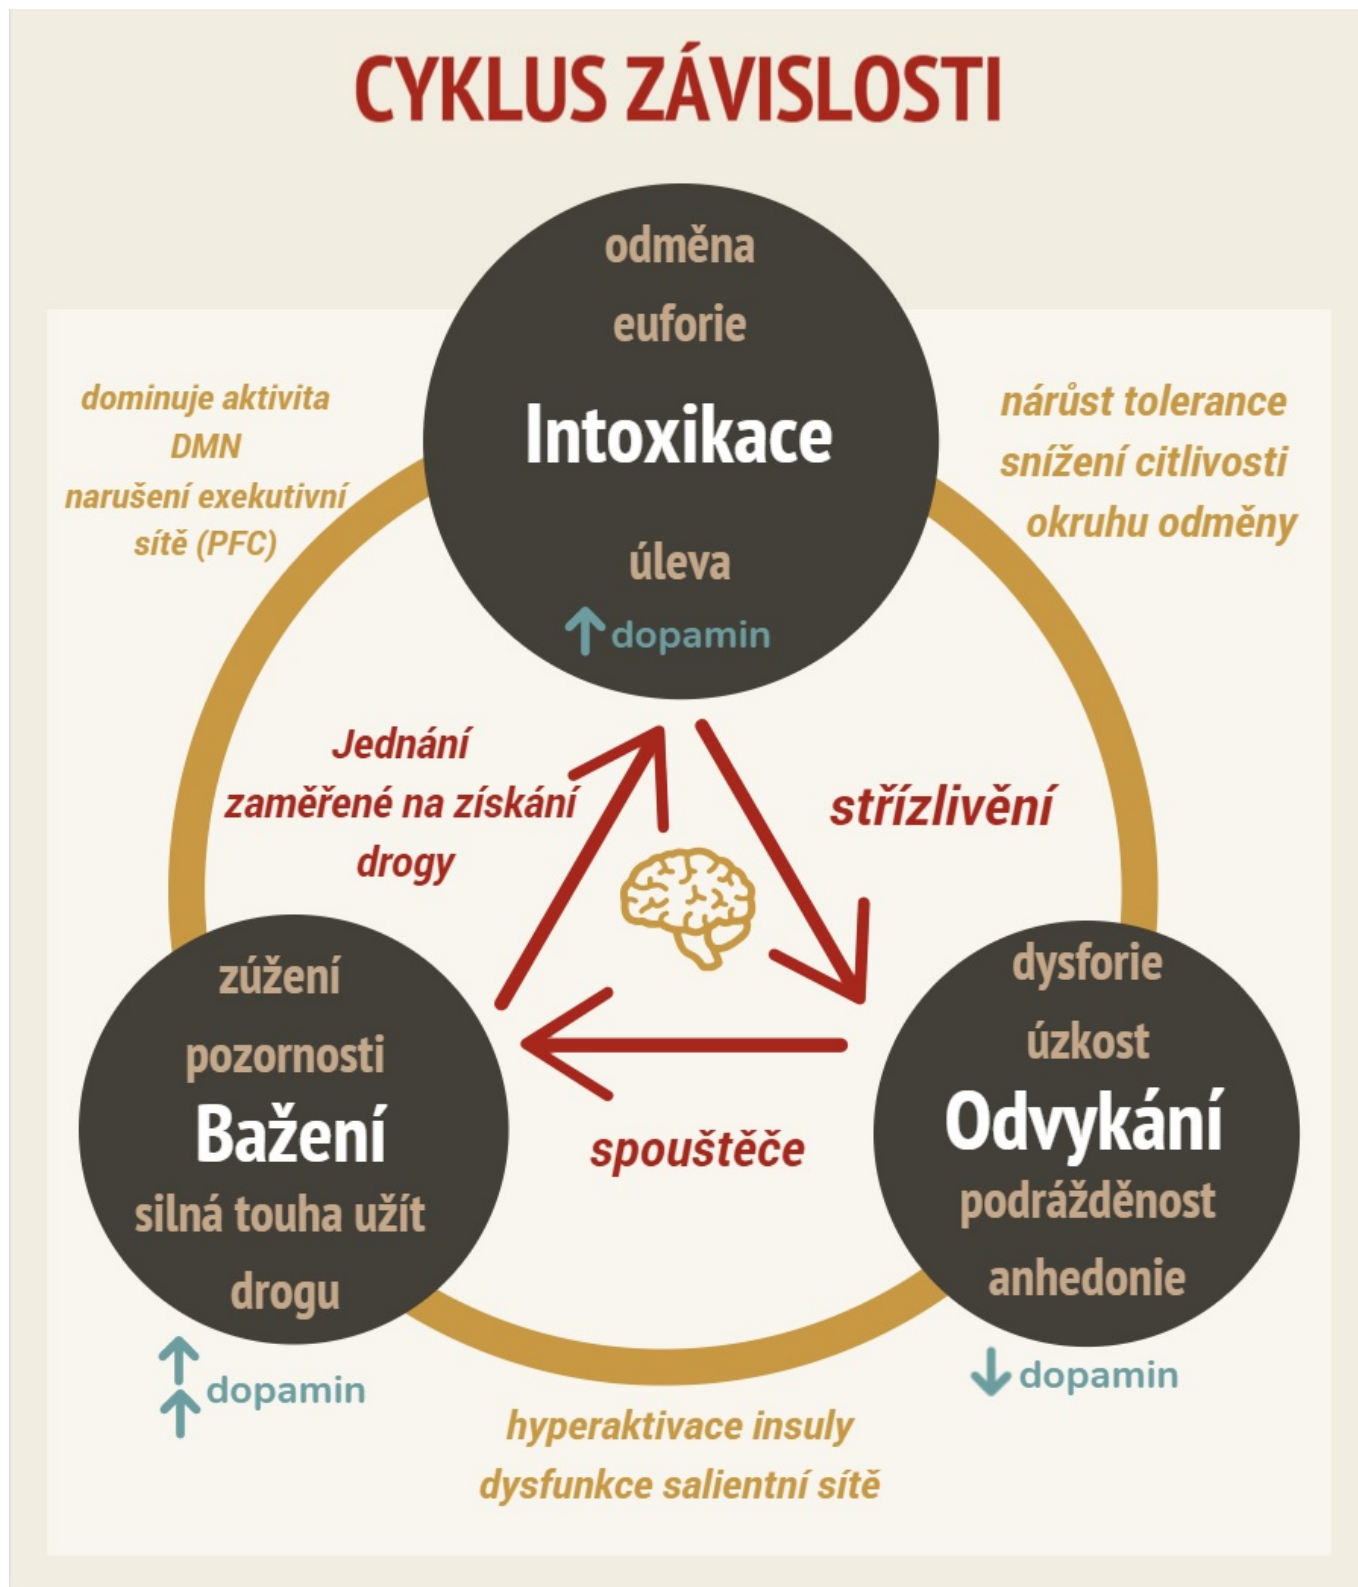 CYKLUS ZÁVISLOSTI
odměna
euforie
Intoxikace
úleva
dopamin
dominuje aktivita
DMN
narušení exekutivní
sítě (PFC)
nárůst tolerance
snížení citlivosti
okruhu odměny
Jednání
zaměřené na získání
drogy
střízlivění
spouštěče
zúžení
pozornosti
Bažení
silná touha užít
drogu
dopamin
dysforie
úzkost
Odvykání
podrážděnost
anhedonie
dopamin
hyperaktivace insuly
dysfunkce salientní sítě